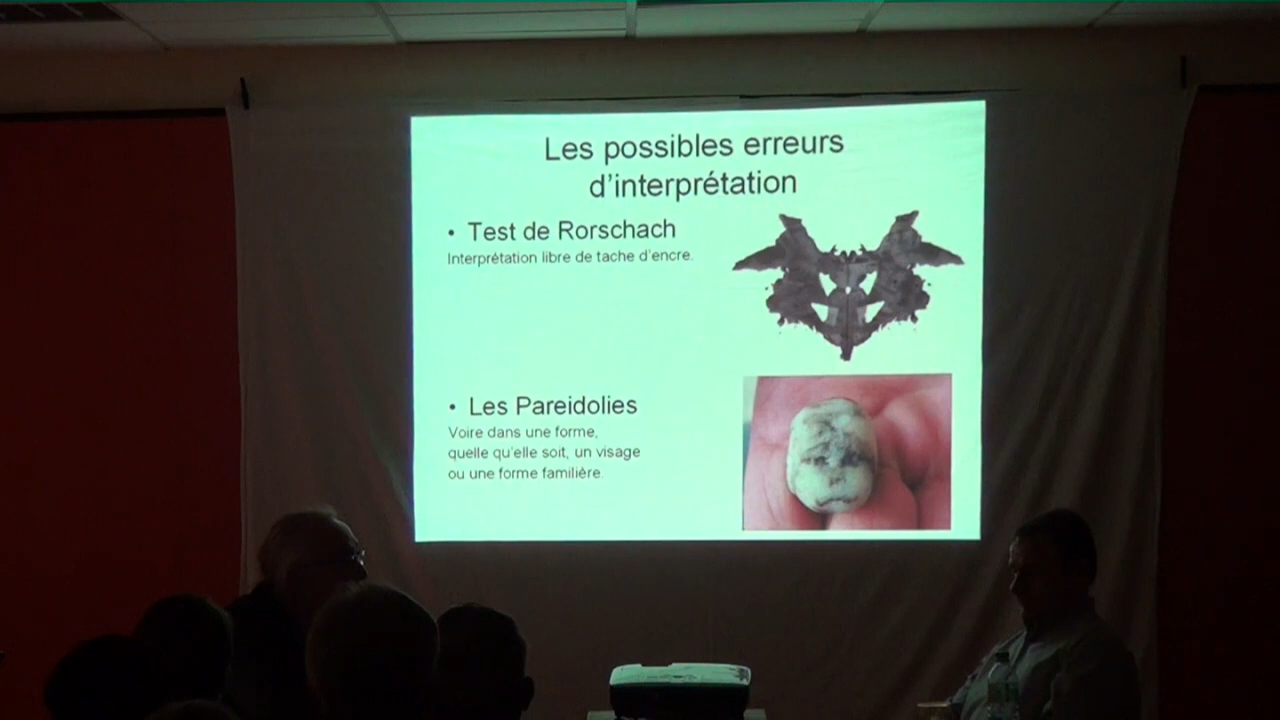 Les possibles erreurs
d'interprétation
• Test de Rorschach
Interprétation libre de tache d'encre.
• Les Pareidolies
Voire dans une forme,
quelle qu'elle soit, un visage
ou une forme familière.